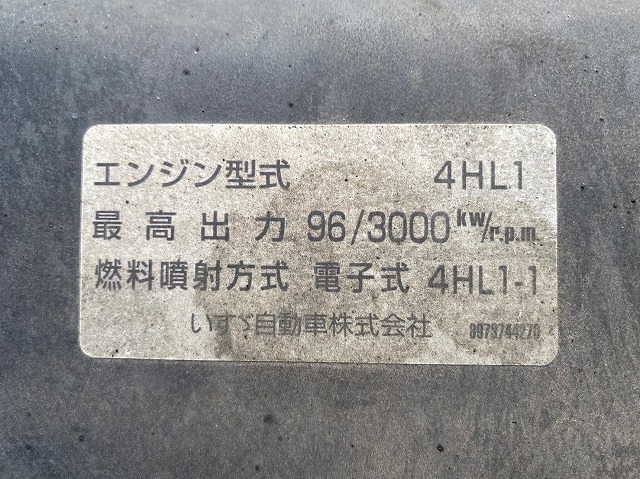 エンジン型式 4HL1
最高出力 96/3000 kw/r.p.m
燃料噴射方式 電子式 4HL1-1
いすゞ自動車株式会社